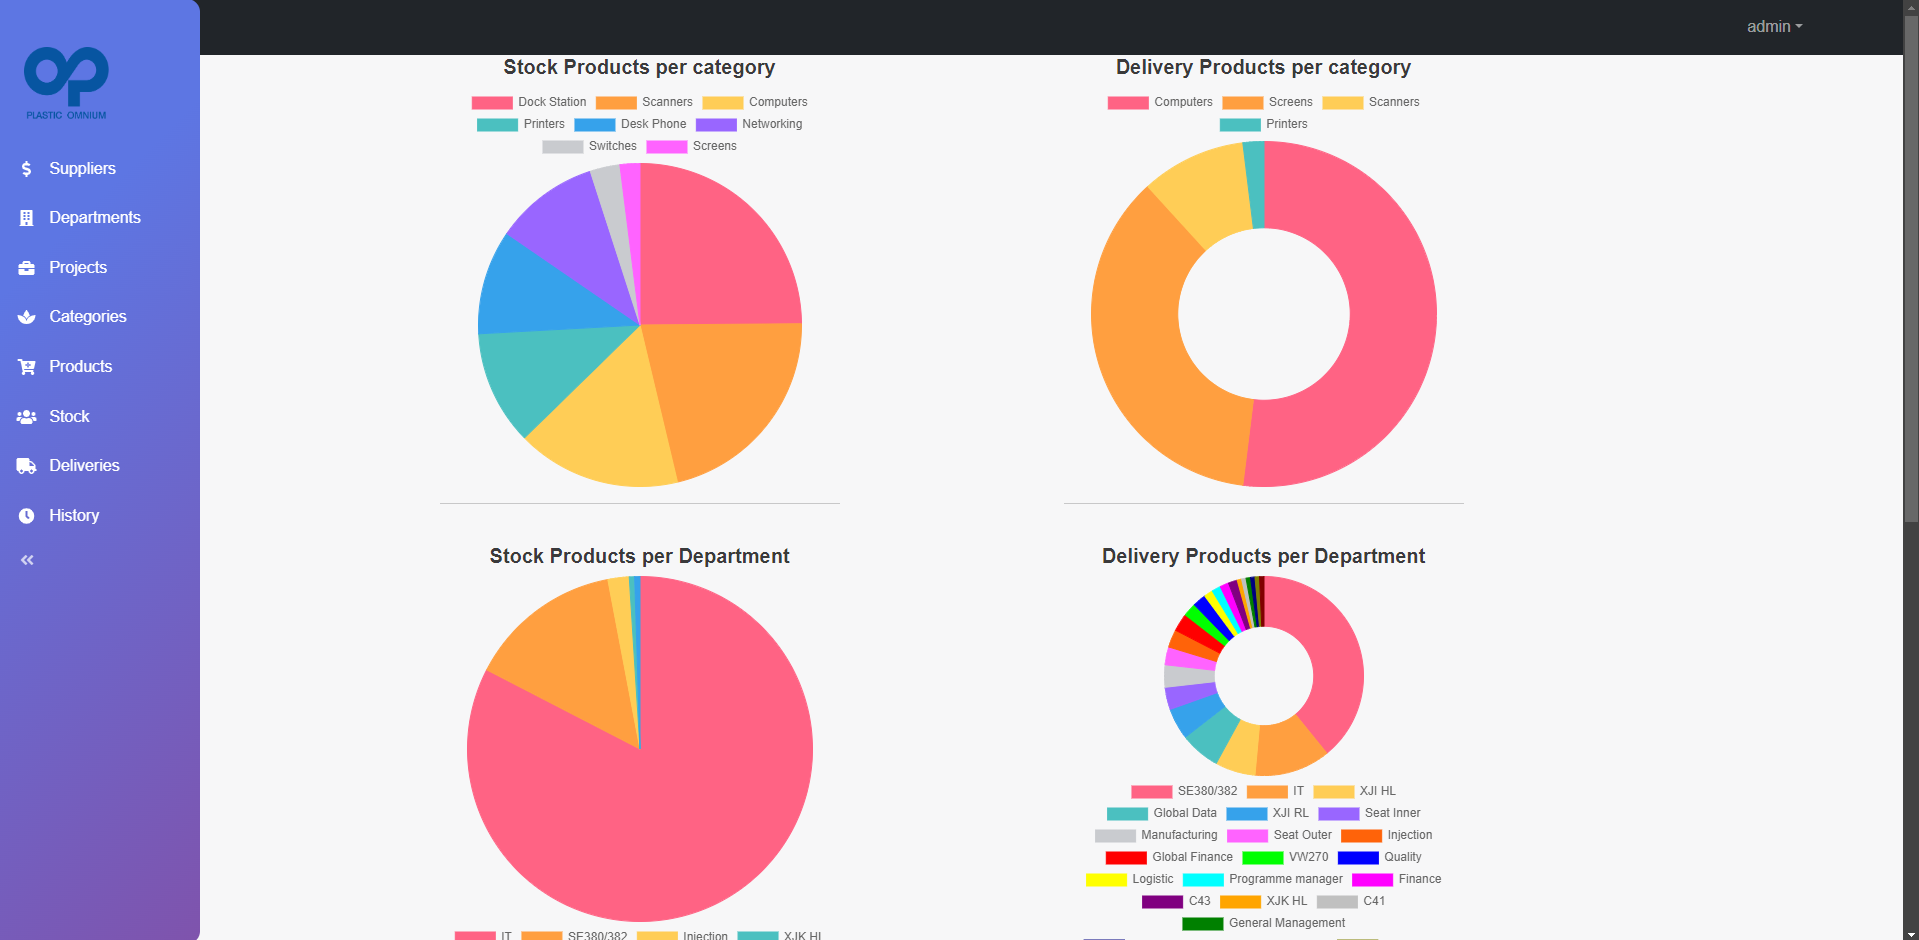 admin
PLASTIC OMNIUM
Suppliers
Departments
Projects
Categories
Products
Stock
Deliveries
History
Stock Products per category
Dock Station Scanners Computers
Printers Desk Phone Networking
Switches Screens
Delivery Products per category
Computers Screens Scanners
Printers
Stock Products per Department
IT SE380/382 Injection XJK HL
Delivery Products per Department
SE380/382 IT XJI HL
Global Data XJI RL Seat Inner
Manufacturing Seat Outer Injection
Global Finance VW270 Quality
Logistic Programme manager Finance
C43 XJK HL C41
General Management